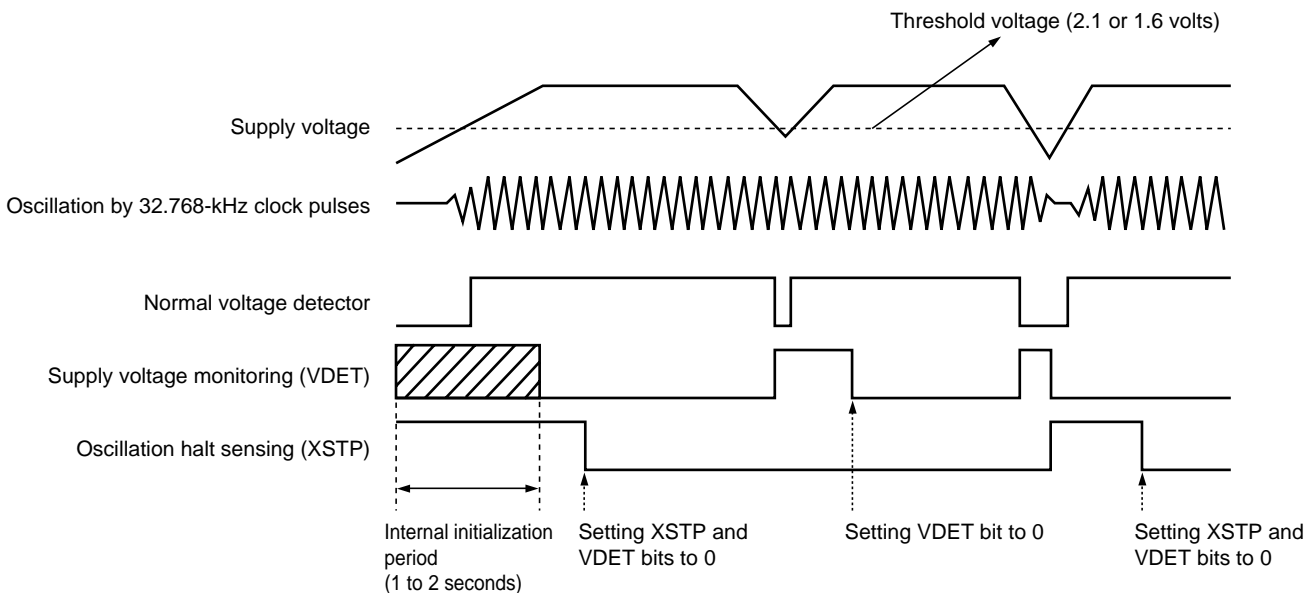 Threshold voltage (2.1 or 1.6 volts)
Supply voltage
Oscillation by 32.768-kHz clock pulses
Normal voltage detector
Supply voltage monitoring (VDET)
Oscillation halt sensing (XSTP)
Internal initialization
period
(1 to 2 seconds)
Setting XSTP and
VDET bits to 0
Setting VDET bit to 0
Setting XSTP and
VDET bits to 0